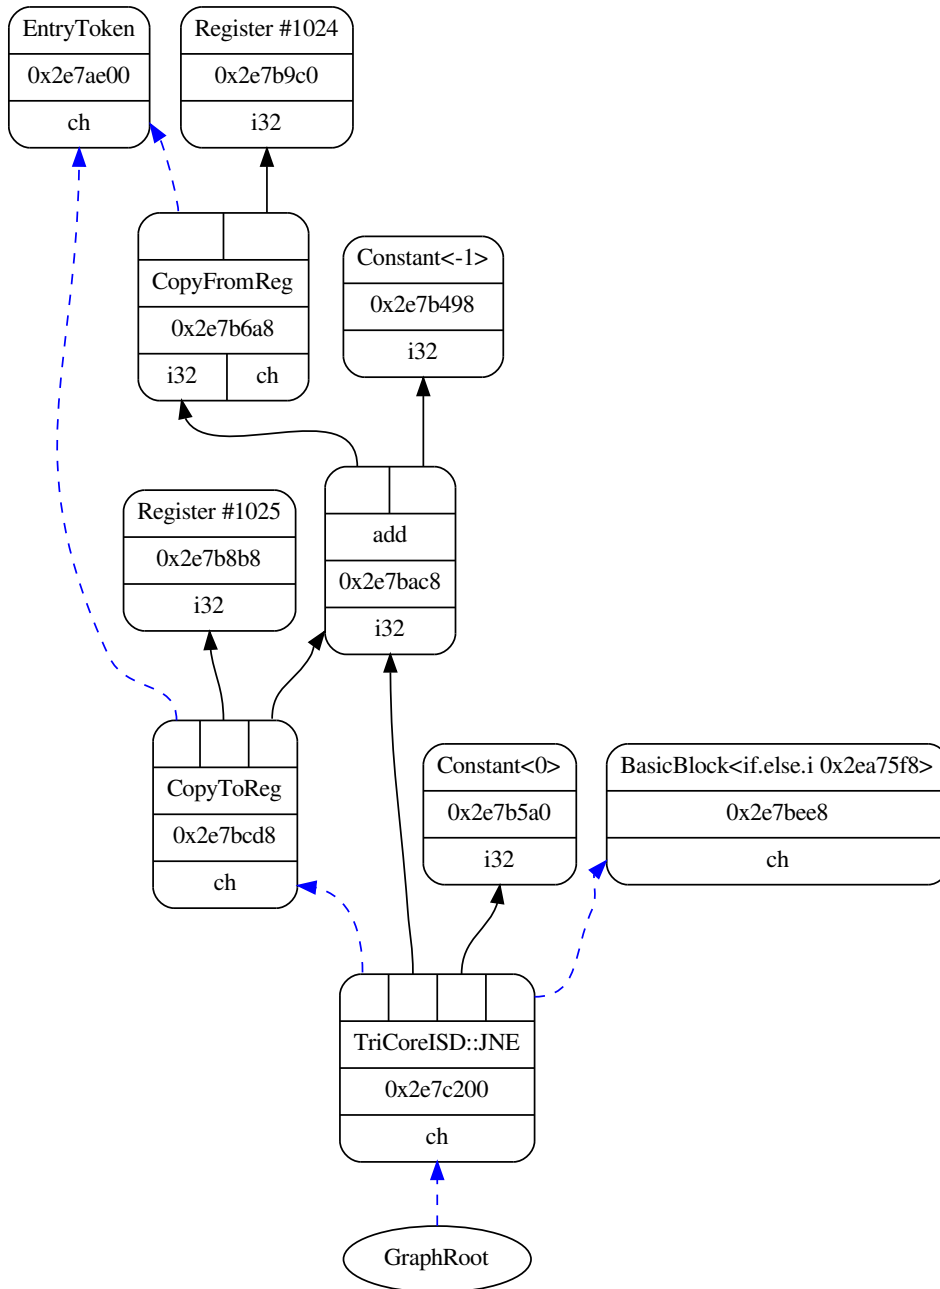 EntryToken
0x2e7ae00
ch
Register #1024
0x2e7b9c0
i32
CopyFromReg
0x2e7b6a8
i32
ch
Constant<-1>
0x2e7b498
i32
add
0x2e7bac8
i32
Register #1025
0x2e7b8b8
i32
CopyToReg
0x2e7bcd8
ch
Constant<0>
0x2e7b5a0
i32
BasicBlock<if.else.i 0x2ea75f8>
0x2e7bee8
ch
TriCoreISD::JNE
0x2e7c200
ch
GraphRoot